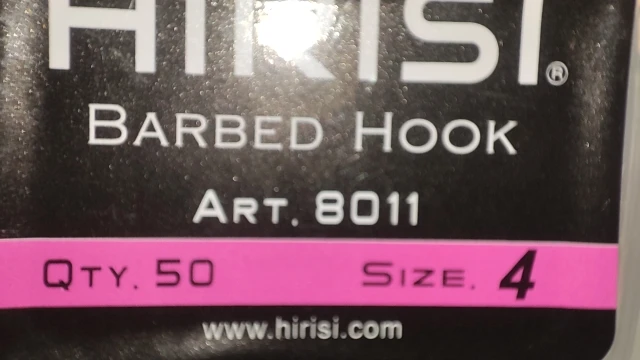 HIRISI®
BARBED HOOK
ART. 8011
QTY. 50 SIZE. 4
www.hirisi.com